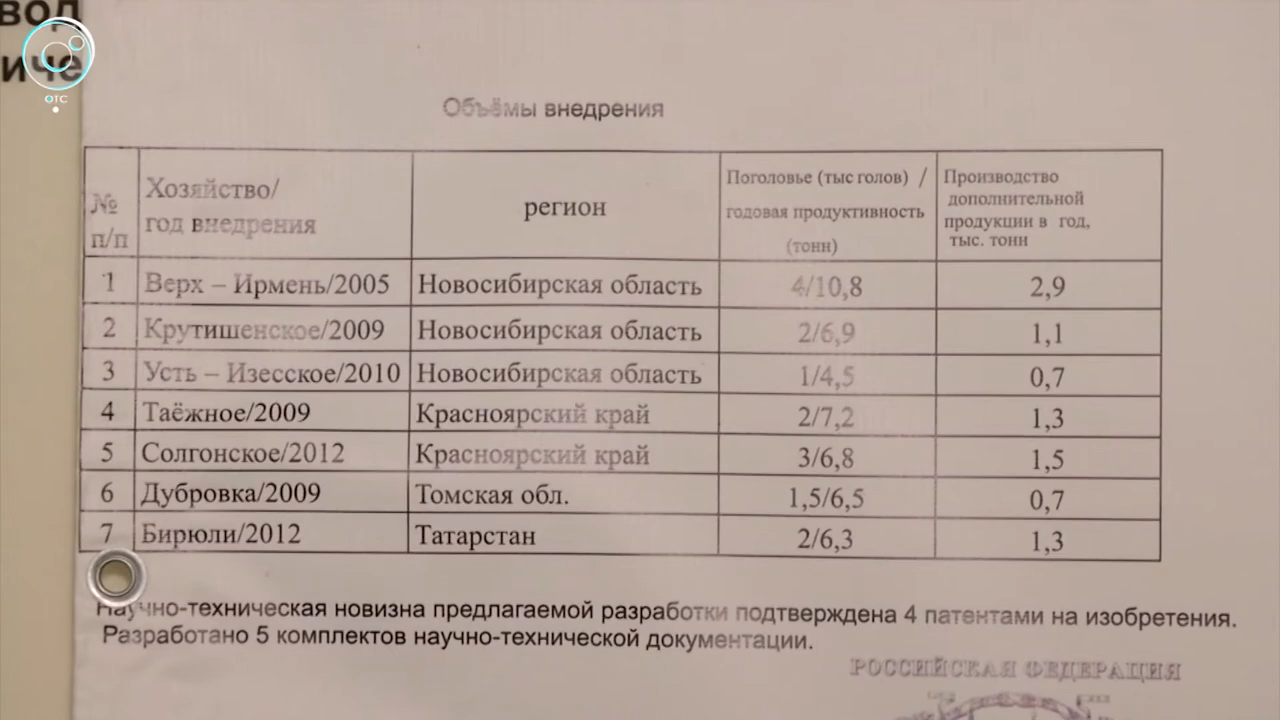 вод
иче
ОТС
Объёмы внедрения
№ п/п Хозяйство/ год внедрения регион Поголовье (тыс голов) / годовая продуктивность (тонн) Производство дополнительной продукции в год, тыс. тонн
1 Верх – Ирмень/2005 Новосибирская область 4/10,8 2,9
2 Крутишенское/2009 Новосибирская область 2/6,9 1,1
3 Усть – Изесское/2010 Новосибирская область 1/4,5 0,7
4 Таёжное/2009 Красноярский край 2/7,2 1,3
5 Солгонское/2012 Красноярский край 3/6,8 1,5
6 Дубровка/2009 Томская обл. 1,5/6,5 0,7
7 Бирюли/2012 Татарстан 2/6,3 1,3
Научно-техническая новизна предлагаемой разработки подтверждена 4 патентами на изобретения.
Разработано 5 комплектов научно-технической документации.
РОССИЙСКАЯ ФЕДЕРАЦИЯ